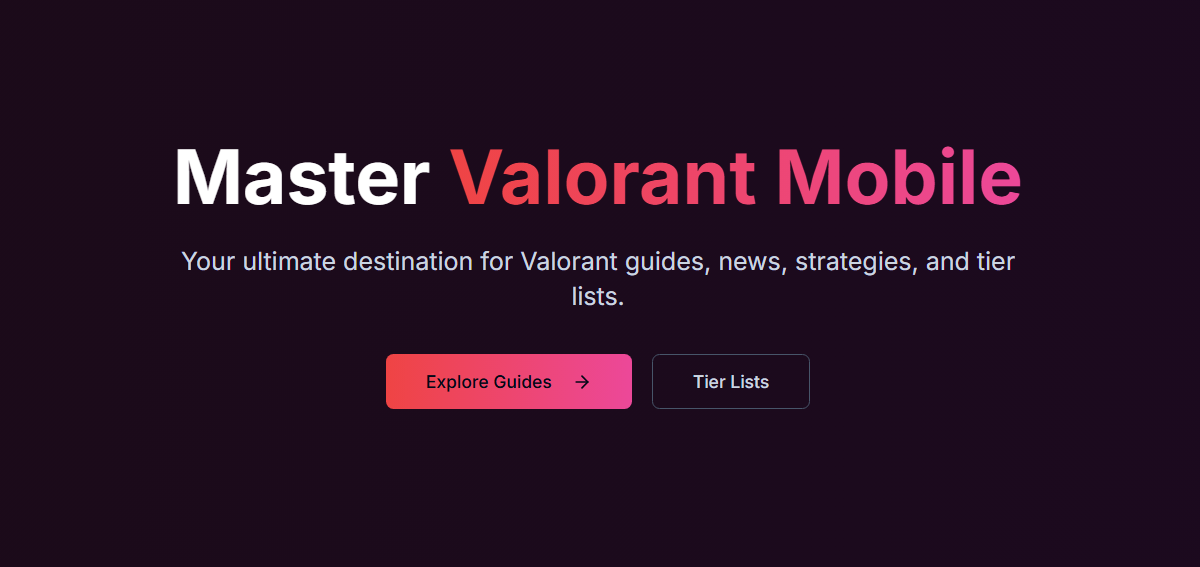 Master Valorant Mobile
Your ultimate destination for Valorant guides, news, strategies, and tier
lists.
Explore Guides →
Tier Lists